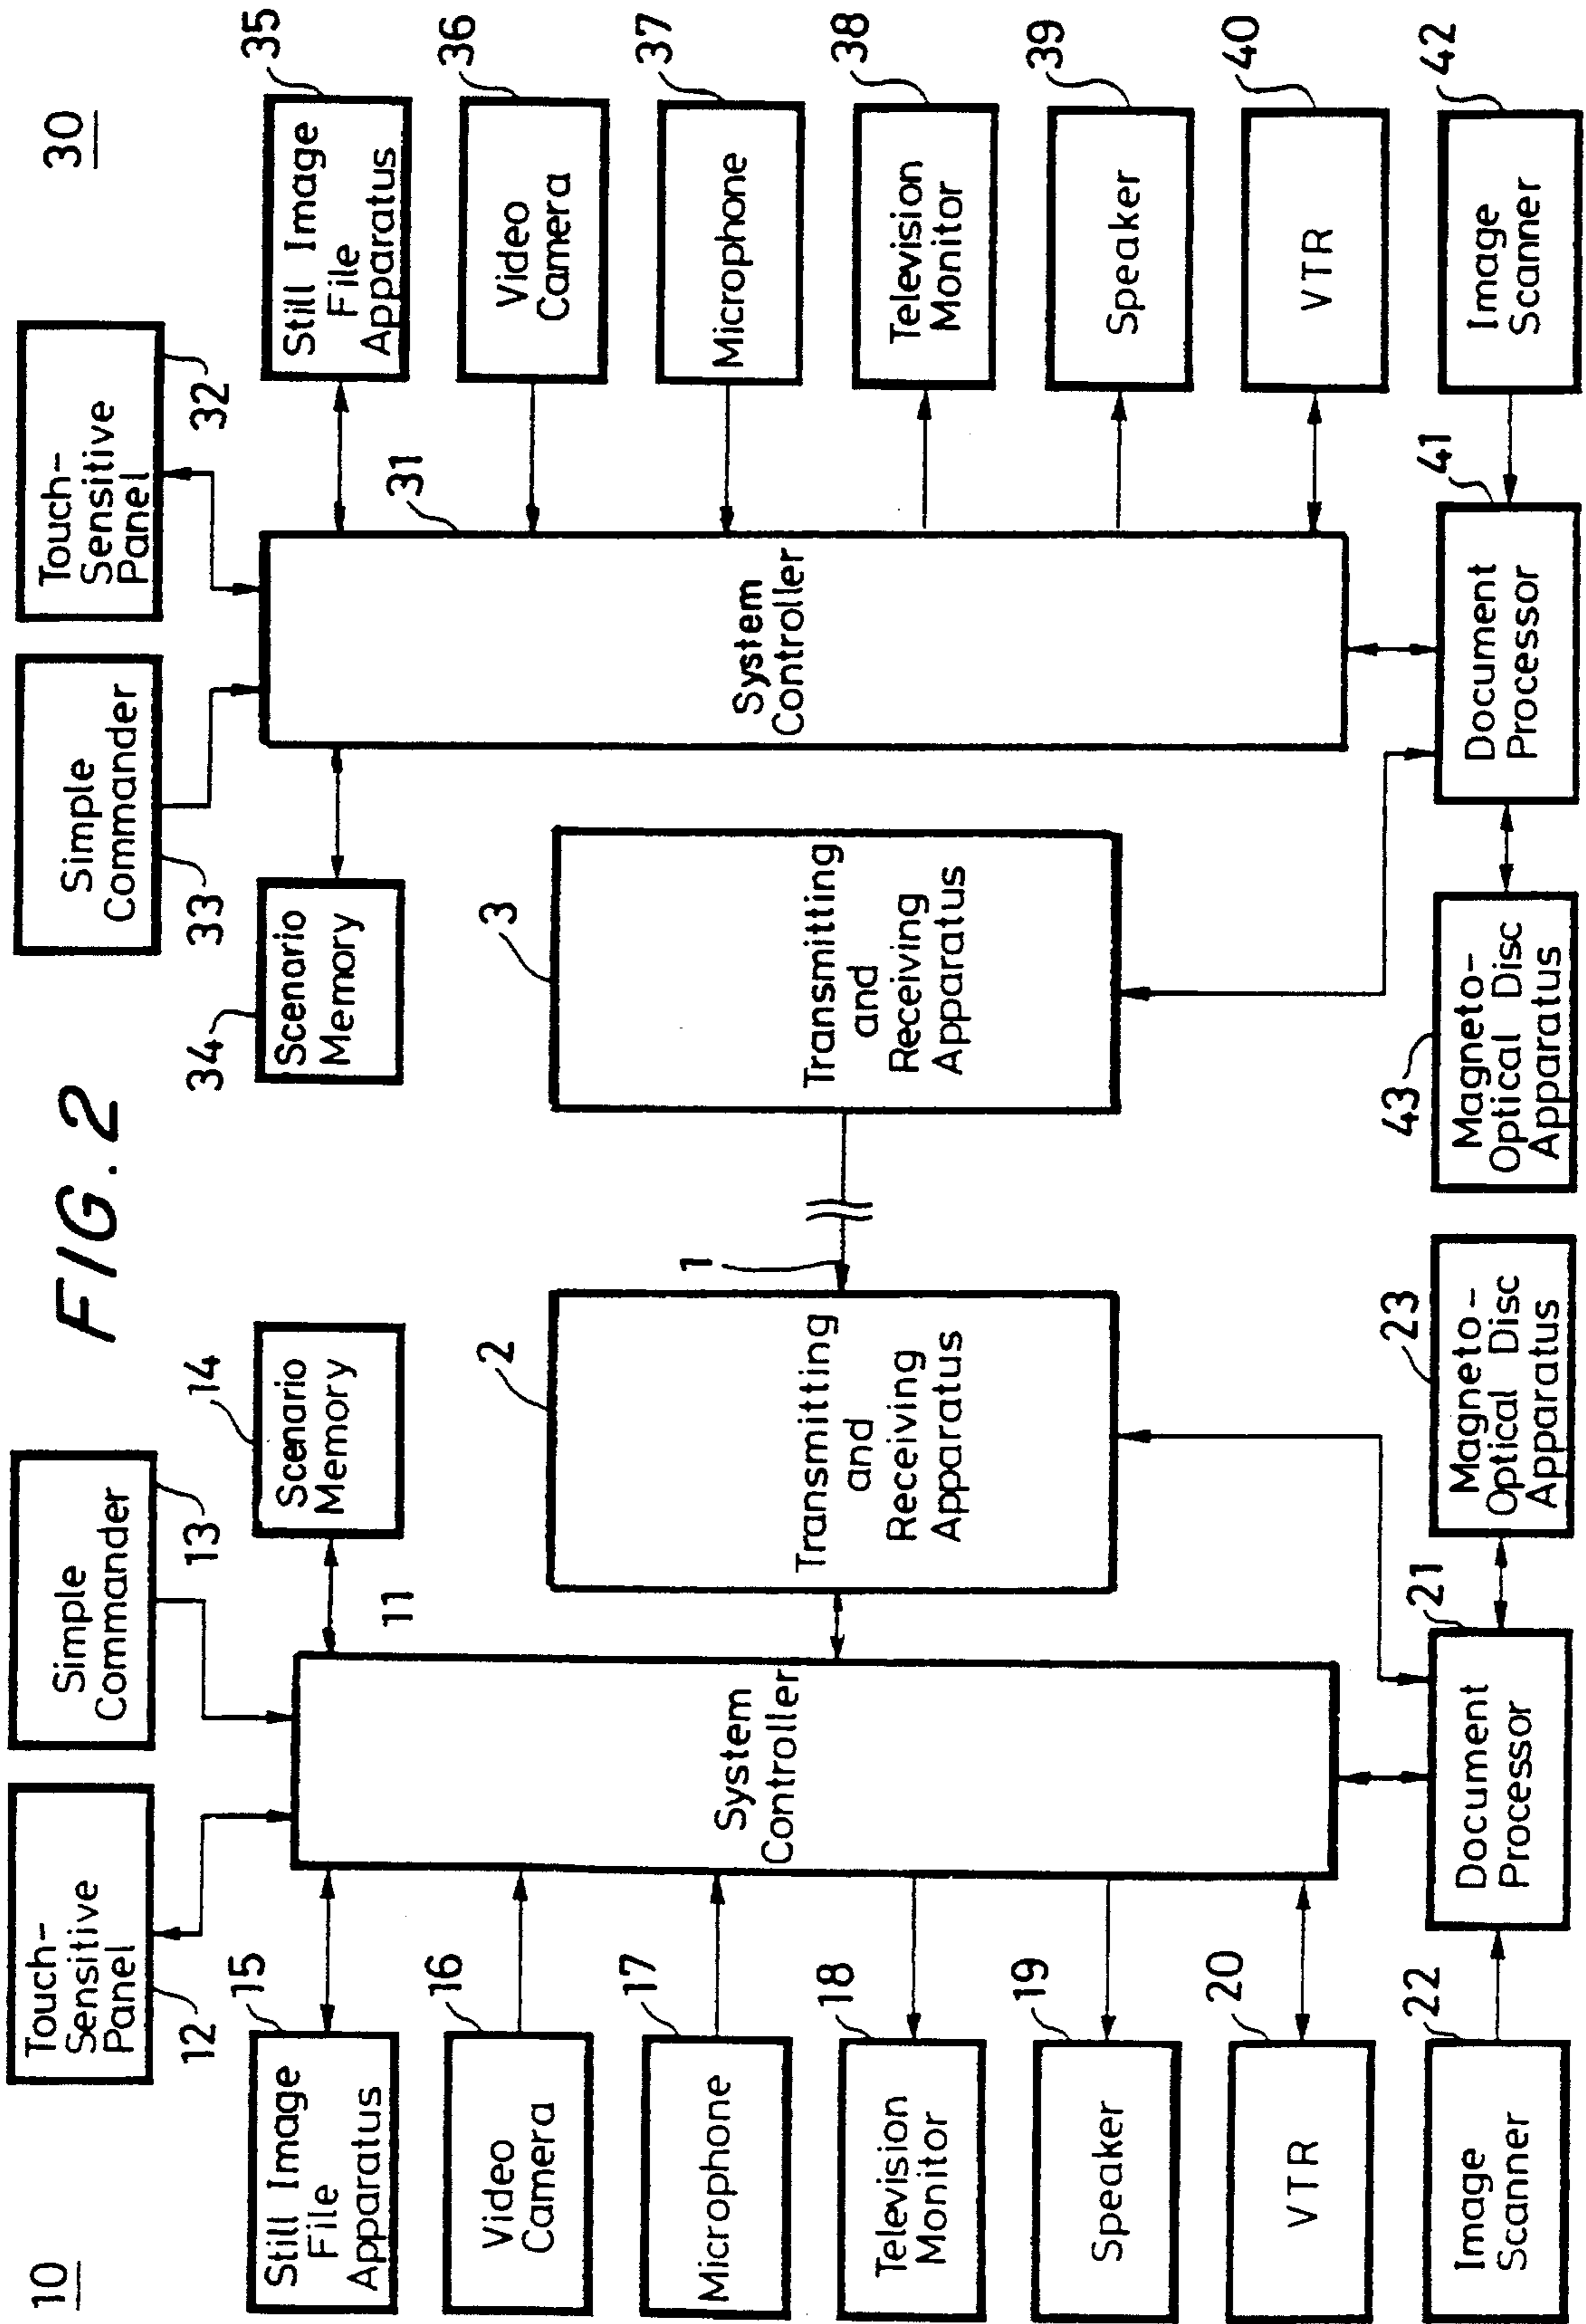 FIG. 2
10
30
Touch-
Sensitive
Panel
12
Simple
Commander
13
Simple
Commander
33
Touch-
Sensitive
Panel
32
Still Image
File
Apparatus
15
Scenario
Memory
14
11
Scenario
Memory
34
31
Still Image
File
Apparatus
35
Video
Camera
16
Video
Camera
36
Microphone
17
Microphone
37
System
Controller
Transmitting
and
Receiving
Apparatus
2
1
Transmitting
and
Receiving
Apparatus
3
System
Controller
Television
Monitor
18
Television
Monitor
38
Speaker
19
Speaker
39
VTR
20
VTR
40
Image
Scanner
22
Document
Processor
21
Magneto-
Optical Disc
Apparatus
23
Magneto-
Optical Disc
Apparatus
43
Document
Processor
41
Image
Scanner
42